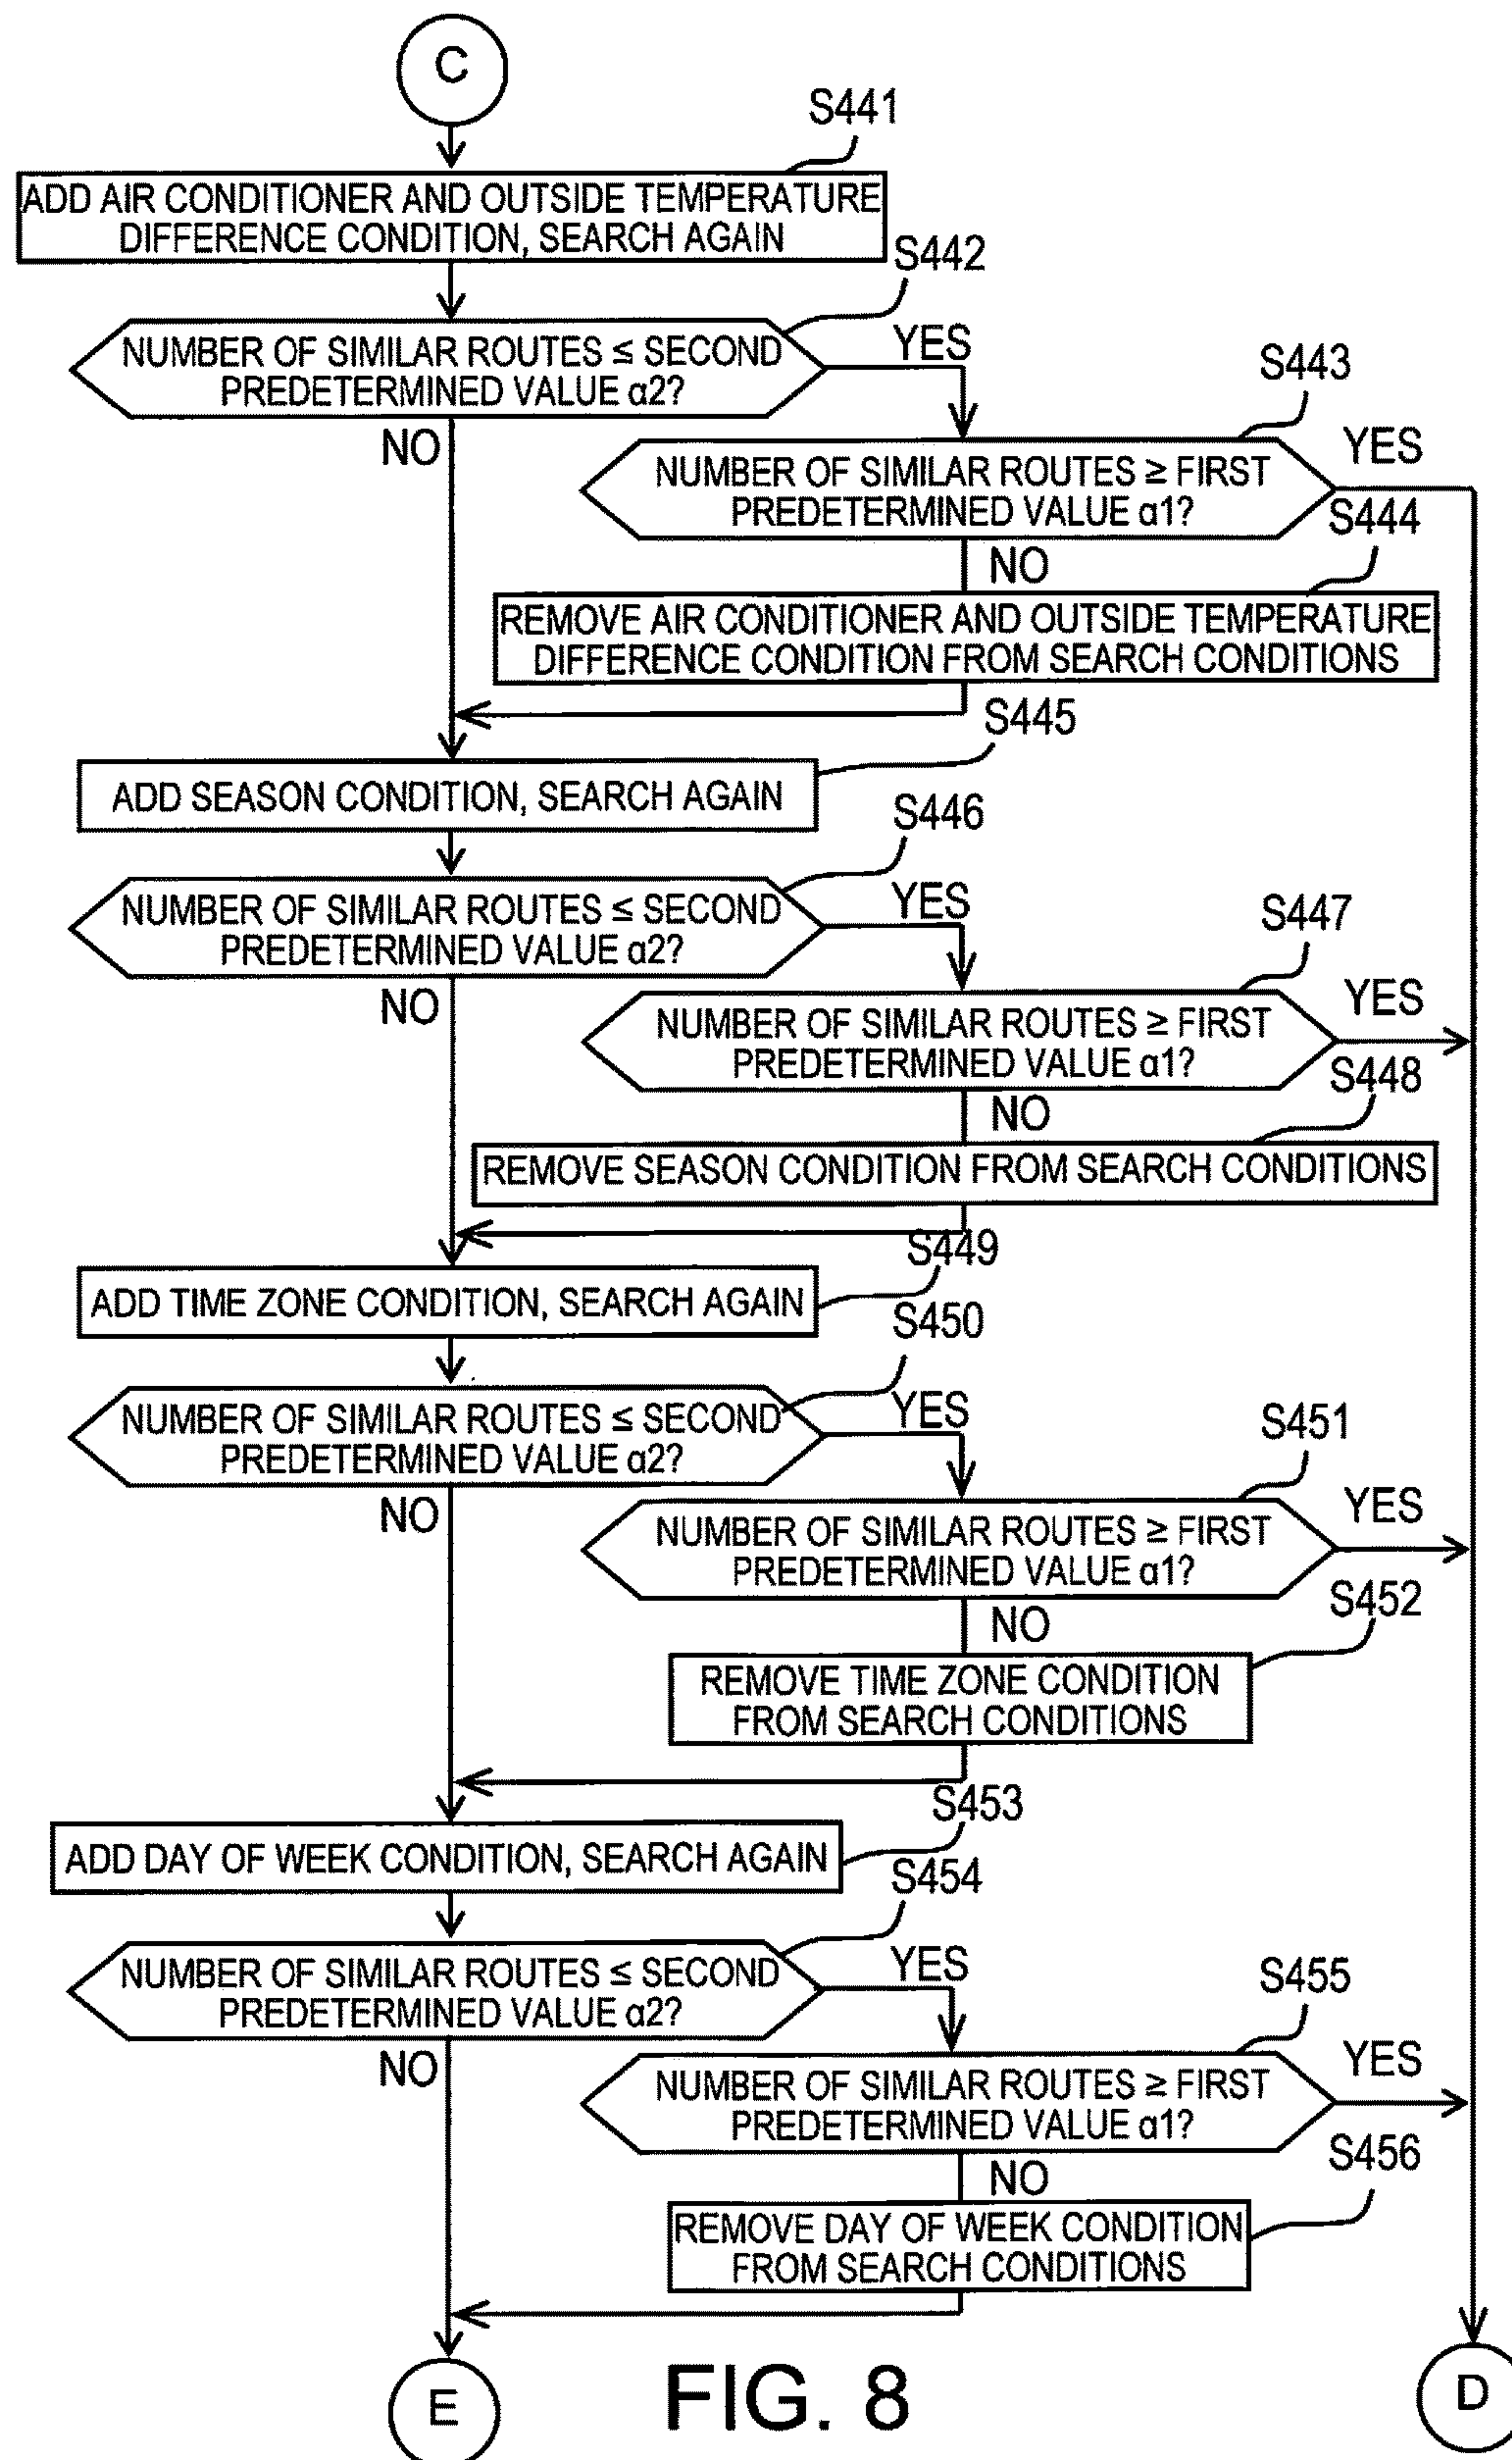 C
S441
ADD AIR CONDITIONER AND OUTSIDE TEMPERATURE
DIFFERENCE CONDITION, SEARCH AGAIN
S442
NUMBER OF SIMILAR ROUTES ≤ SECOND
PREDETERMINED VALUE α2?
YES
NO
S443
NUMBER OF SIMILAR ROUTES ≥ FIRST
PREDETERMINED VALUE α1?
YES
NO
S444
REMOVE AIR CONDITIONER AND OUTSIDE TEMPERATURE
DIFFERENCE CONDITION FROM SEARCH CONDITIONS
S445
ADD SEASON CONDITION, SEARCH AGAIN
S446
NUMBER OF SIMILAR ROUTES ≤ SECOND
PREDETERMINED VALUE α2?
YES
NO
S447
NUMBER OF SIMILAR ROUTES ≥ FIRST
PREDETERMINED VALUE α1?
YES
NO
S448
REMOVE SEASON CONDITION FROM SEARCH CONDITIONS
S449
ADD TIME ZONE CONDITION, SEARCH AGAIN
S450
NUMBER OF SIMILAR ROUTES ≤ SECOND
PREDETERMINED VALUE α2?
YES
NO
S451
NUMBER OF SIMILAR ROUTES ≥ FIRST
PREDETERMINED VALUE α1?
YES
NO
S452
REMOVE TIME ZONE CONDITION
FROM SEARCH CONDITIONS
S453
ADD DAY OF WEEK CONDITION, SEARCH AGAIN
S454
NUMBER OF SIMILAR ROUTES ≤ SECOND
PREDETERMINED VALUE α2?
YES
NO
S455
NUMBER OF SIMILAR ROUTES ≥ FIRST
PREDETERMINED VALUE α1?
YES
NO
S456
REMOVE DAY OF WEEK CONDITION
FROM SEARCH CONDITIONS
E
FIG. 8
D